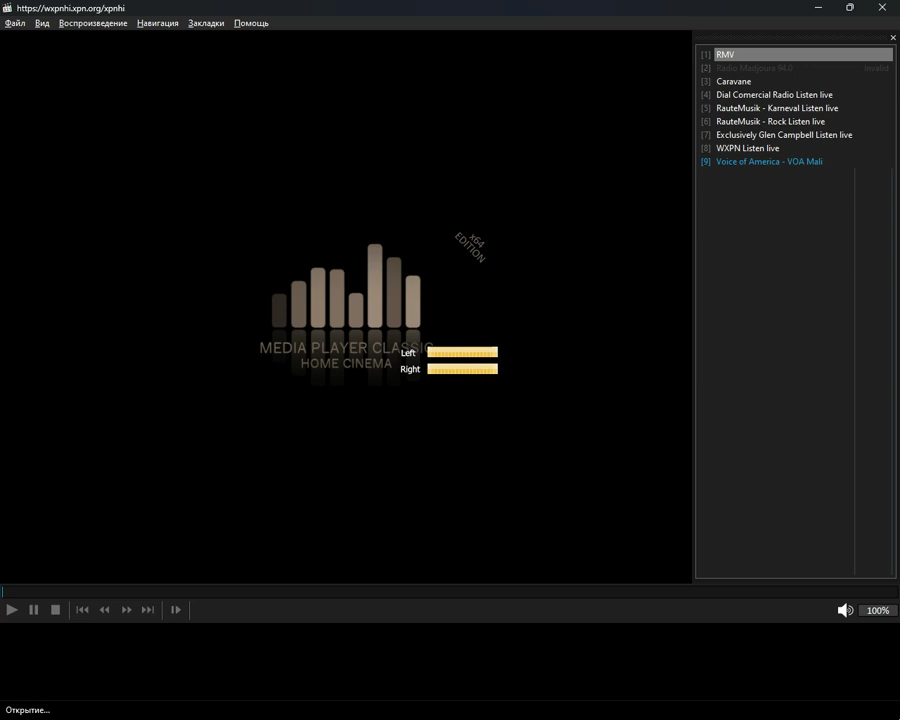 https://wxpnhi.xpn.org/xpnhi
Файл Вид Воспроизведение Навигация Закладки Помощь
[1] RMV
[2] Radio Madjoura 94.0 Invalid
[3] Caravane
[4] Dial Comercial Radio Listen live
[5] RauteMusik - Karneval Listen live
[6] RauteMusik - Rock Listen live
[7] Exclusively Glen Campbell Listen live
[8] WXPN Listen live
[9] Voice of America - VOA Mali
x64
EDITION
MEDIA PLAYER CLASSIC
HOME CINEMA
Left
Right
100%
Открытие...